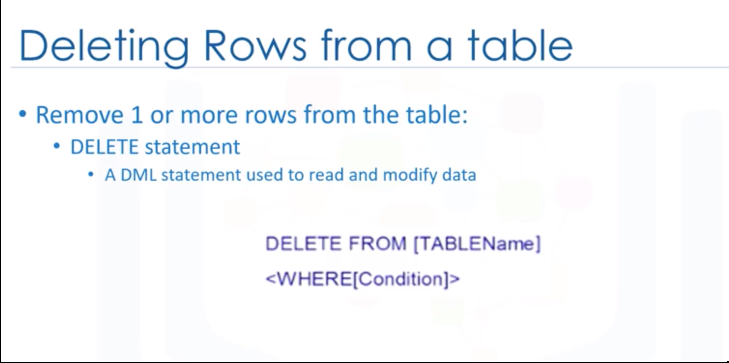 Deleting Rows from a table
• Remove 1 or more rows from the table:
• DELETE statement
• A DML statement used to read and modify data
DELETE FROM [TABLEName]
<WHERE[Condition]>